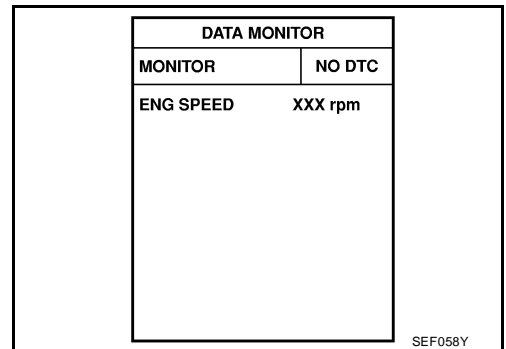 DATA MONITOR
MONITOR NO DTC
ENG SPEED XXX rpm
SEF058Y